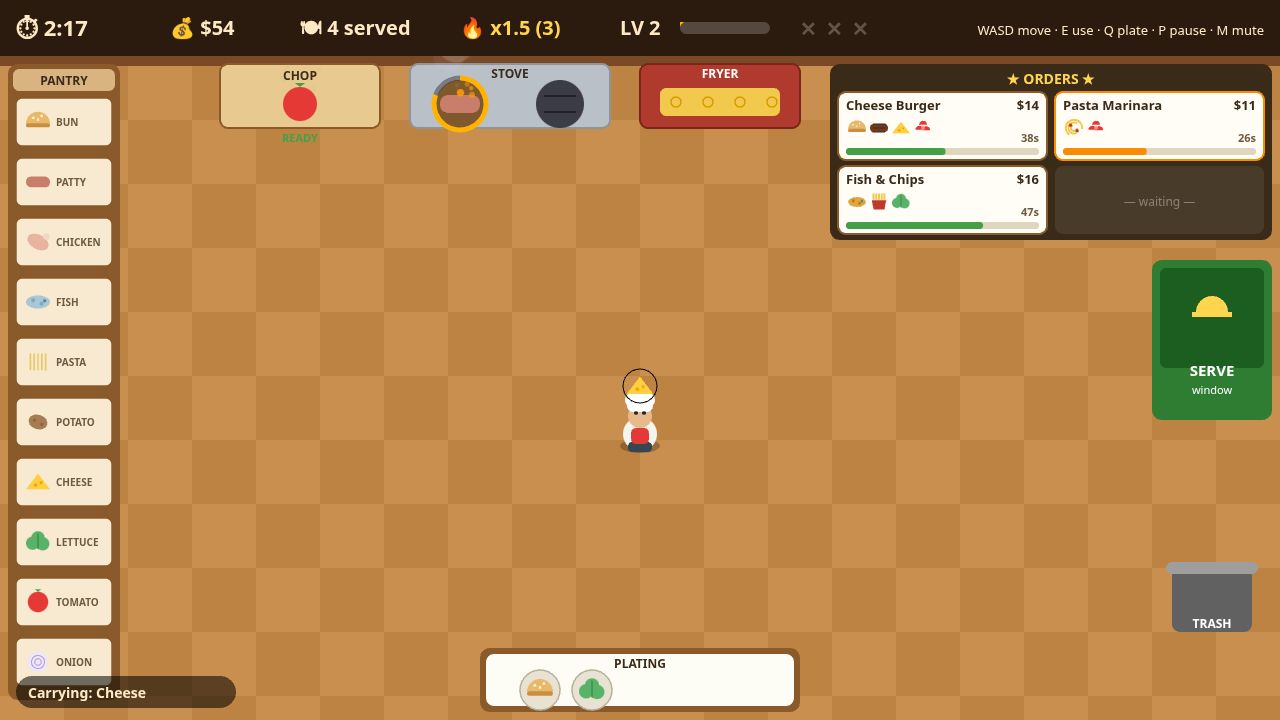 2:17
$54
4 served
x1.5 (3)
LV 2
WASD move · E use · Q plate · P pause · M mute
PANTRY
BUN
PATTY
CHICKEN
FISH
PASTA
POTATO
CHEESE
LETTUCE
TOMATO
ONION
Carrying: Cheese
CHOP
READY
STOVE
FRYER
★ ORDERS ★
Cheese Burger $14
38s
Pasta Marinara $11
26s
Fish & Chips $16
47s
— waiting —
SERVE
window
TRASH
PLATING